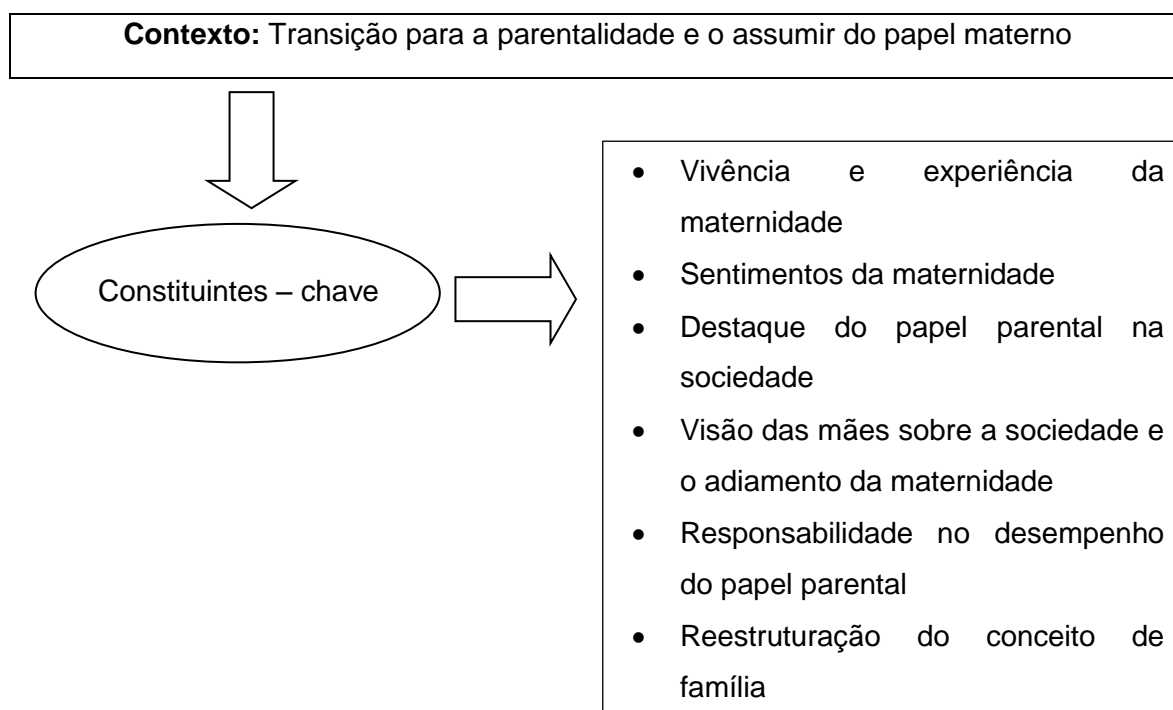 Contexto: Transição para a parentalidade e o assumir do papel materno
Constituintes – chave
• Vivência e experiência da
maternidade
• Sentimentos da maternidade
• Destaque do papel parental na
sociedade
• Visão das mães sobre a sociedade e
o adiamento da maternidade
• Responsabilidade no desempenho
do papel parental
• Reestruturação do conceito de
família